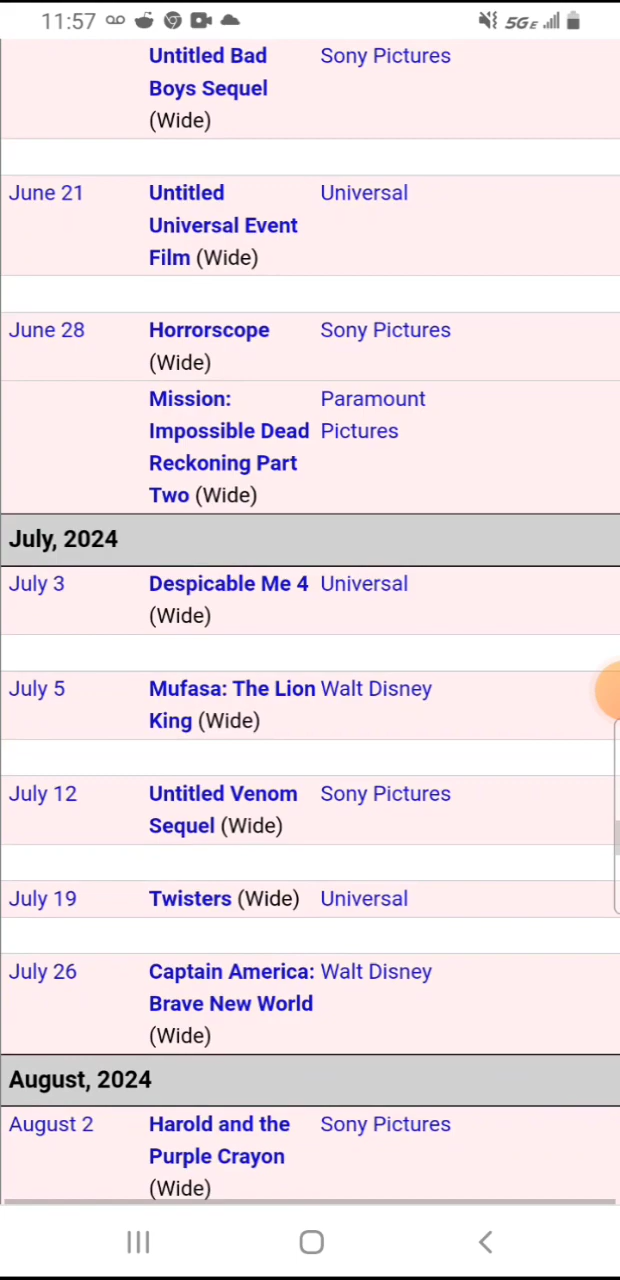 11:57
5GE
Untitled Bad Sony Pictures
Boys Sequel
(Wide)
June 21 Untitled Universal
Universal Event
Film (Wide)
June 28 Horrorscope Sony Pictures
(Wide)
Mission: Paramount
Impossible Dead Pictures
Reckoning Part
Two (Wide)
July, 2024
July 3 Despicable Me 4 Universal
(Wide)
July 5 Mufasa: The Lion Walt Disney
King (Wide)
July 12 Untitled Venom Sony Pictures
Sequel (Wide)
July 19 Twisters (Wide) Universal
July 26 Captain America: Walt Disney
Brave New World
(Wide)
August, 2024
August 2 Harold and the Sony Pictures
Purple Crayon
(Wide)